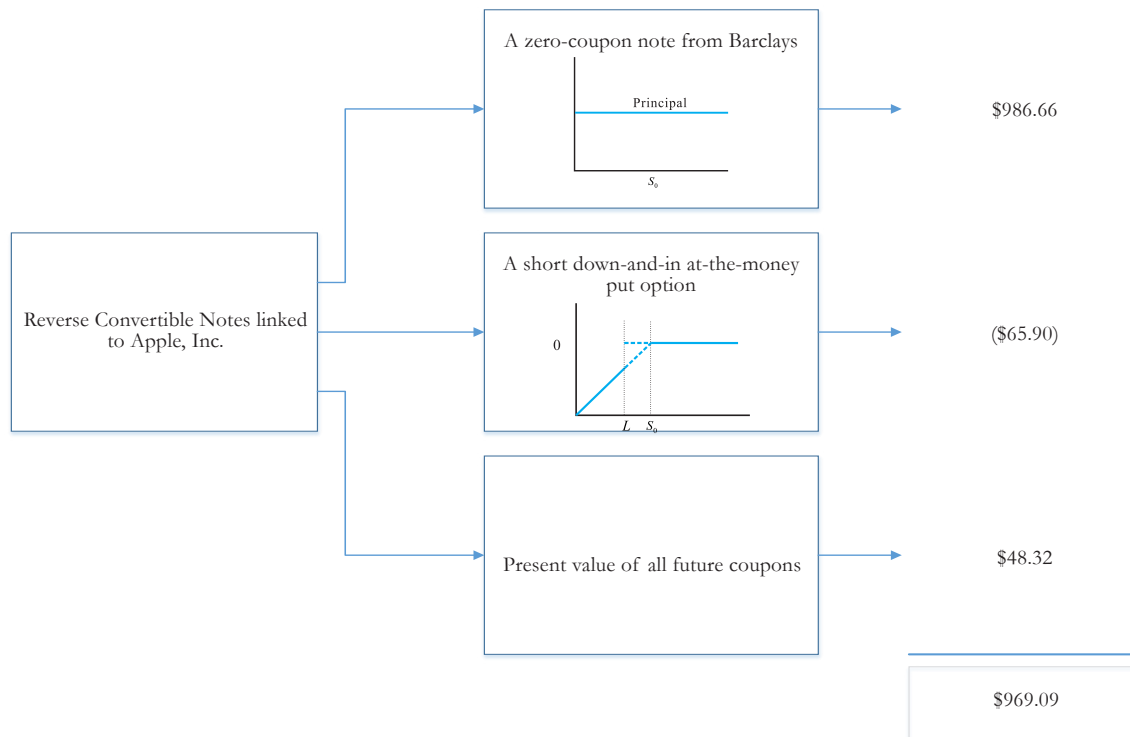 A zero-coupon note from Barclays
Principal
S₀
$986.66
Reverse Convertible Notes linked
to Apple, Inc.
A short down-and-in at-the-money
put option
0
L S₀
($65.90)
Present value of all future coupons
$48.32
$969.09